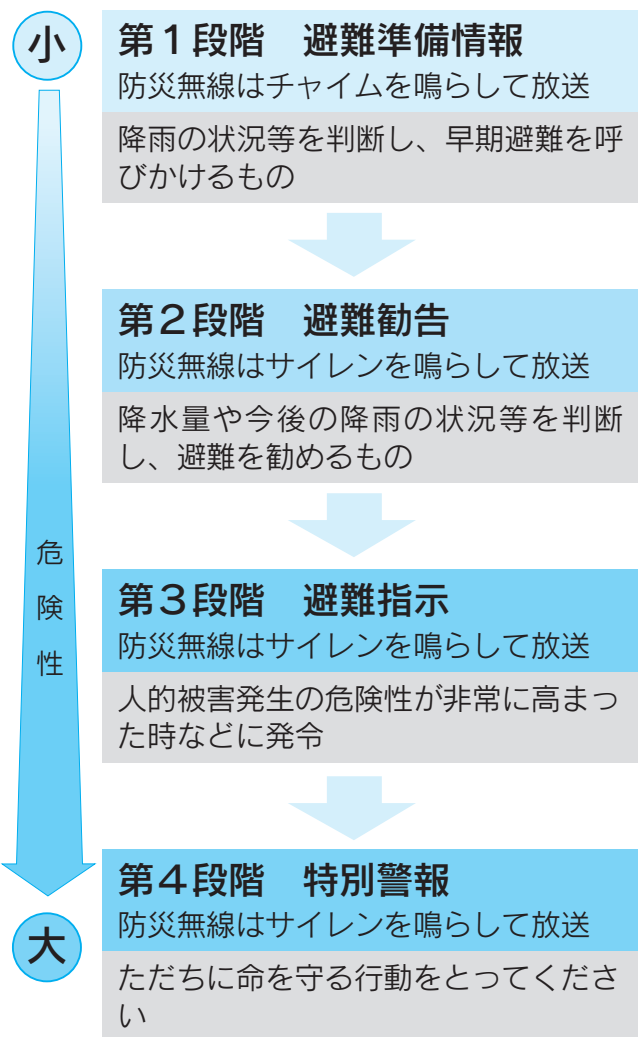 小
第１段階　避難準備情報
防災無線はチャイムを鳴らして放送
降雨の状況等を判断し、早期避難を呼
びかけるもの
第２段階　避難勧告
防災無線はサイレンを鳴らして放送
降水量や今後の降雨の状況等を判断
し、避難を勧めるもの
危険性
第３段階　避難指示
防災無線はサイレンを鳴らして放送
人的被害発生の危険性が非常に高まっ
た時などに発令
大
第４段階　特別警報
防災無線はサイレンを鳴らして放送
ただちに命を守る行動をとってくださ
い